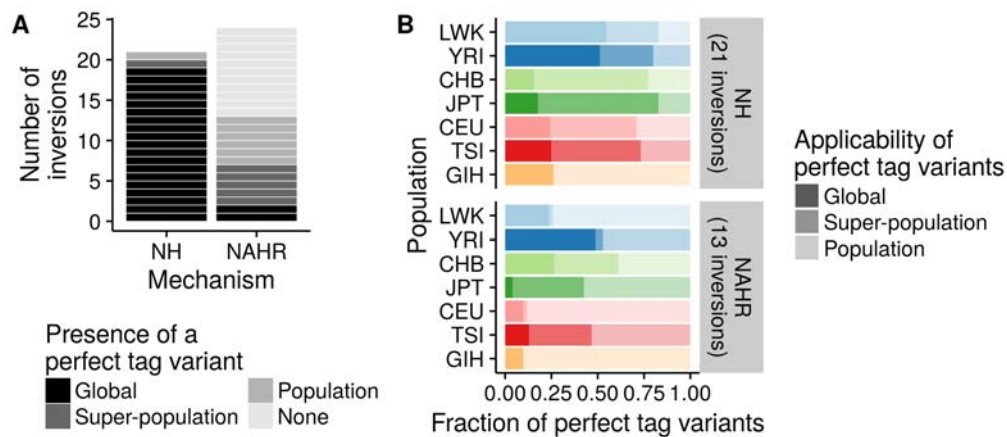 A
25
20
15
10
5
0
Number of
inversions
NH
NAHR
Mechanism
Presence of a
perfect tag variant
Global
Population
Super-population
None
B
LWK
YRI
CHB
JPT
CEU
TSI
GIH
NH
(21 inversions)
LWK
YRI
CHB
JPT
CEU
TSI
GIH
NAHR
(13 inversions)
Population
0.00 0.25 0.50 0.75 1.00
Fraction of perfect tag variants
Applicability of
perfect tag variants
Global
Super-population
Population